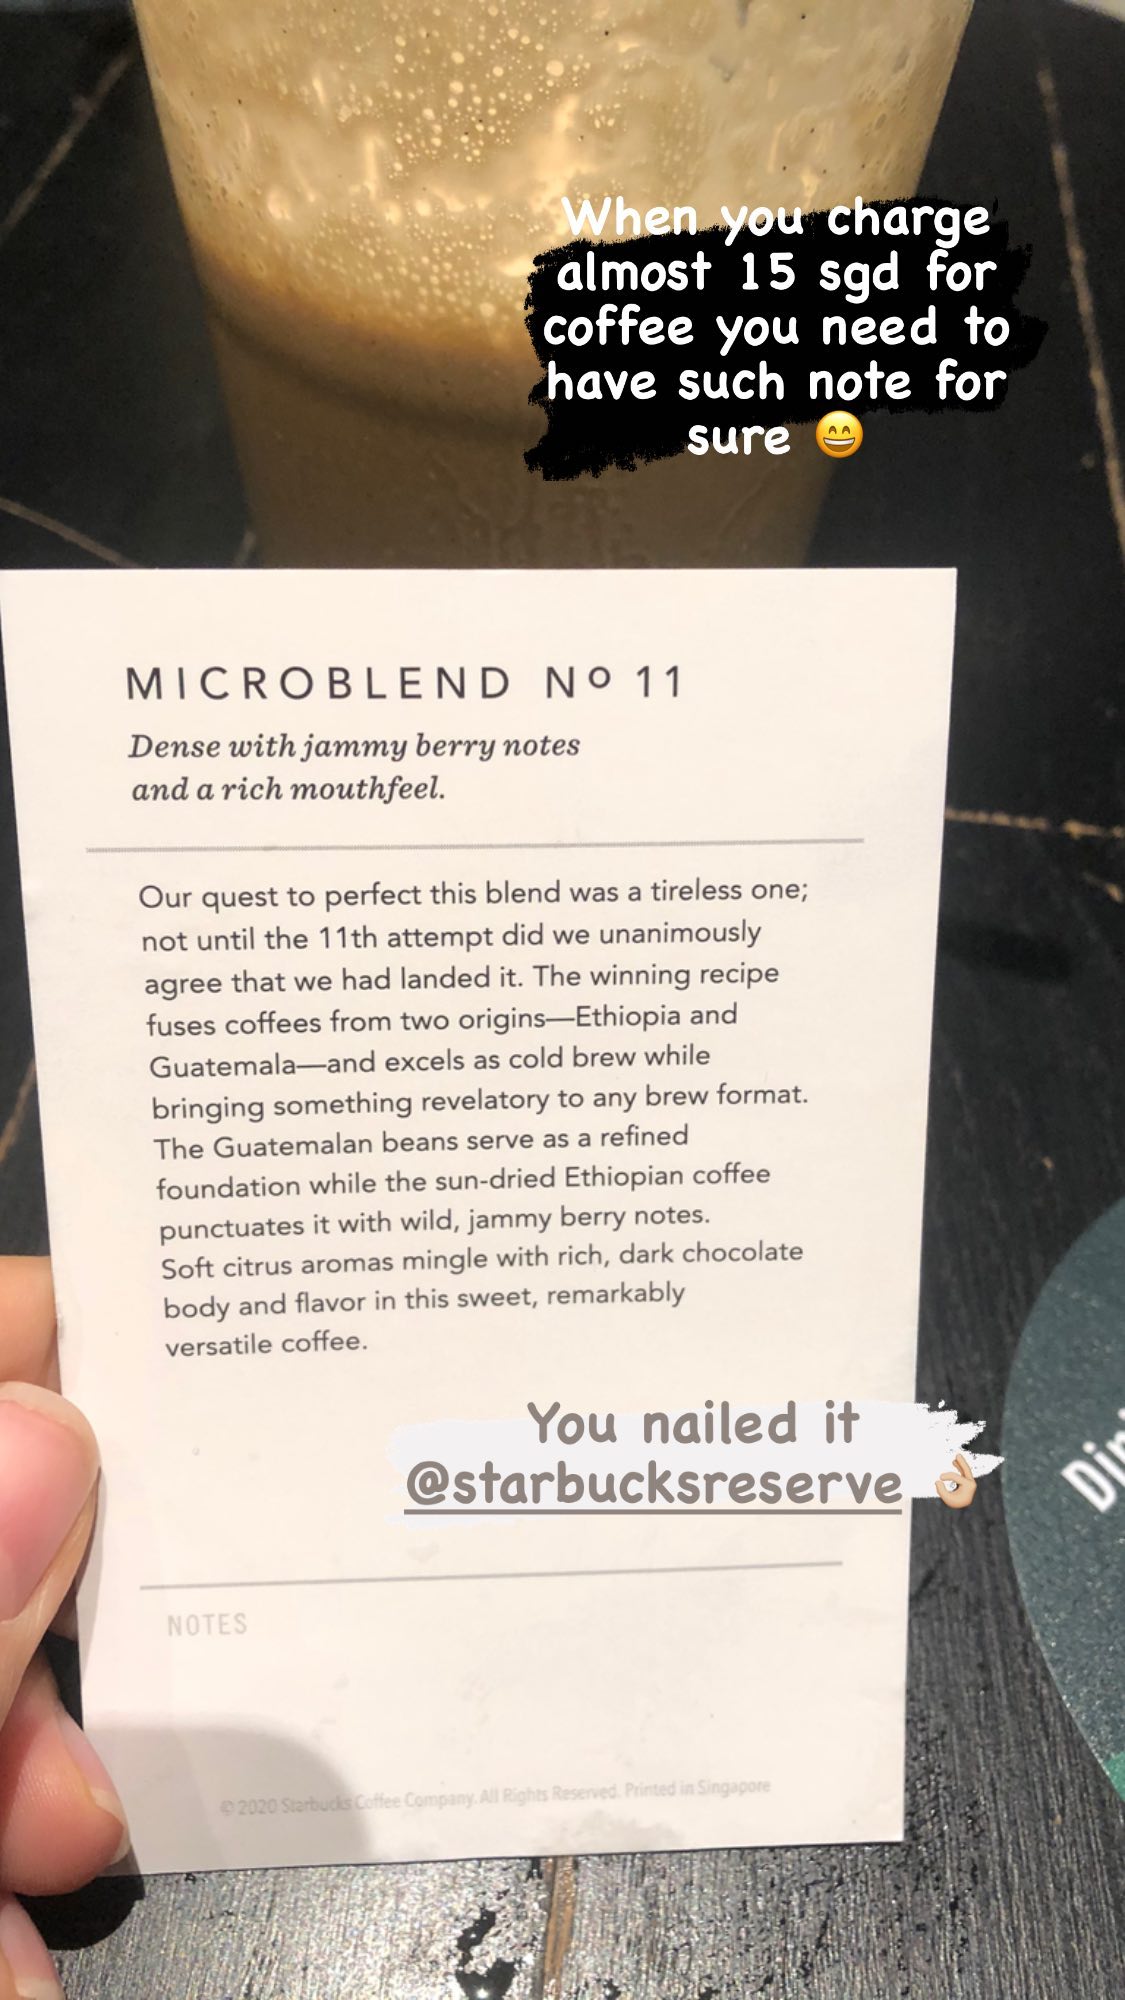 When you charge
almost 15 sgd for
coffee you need to
have such note for
sure 😄
MICROBLEND Nº 11
Dense with jammy berry notes
and a rich mouthfeel.
Our quest to perfect this blend was a tireless one;
not until the 11th attempt did we unanimously
agree that we had landed it. The winning recipe
fuses coffees from two origins—Ethiopia and
Guatemala—and excels as cold brew while
bringing something revelatory to any brew format.
The Guatemalan beans serve as a refined
foundation while the sun-dried Ethiopian coffee
punctuates it with wild, jammy berry notes.
Soft citrus aromas mingle with rich, dark chocolate
body and flavor in this sweet, remarkably
versatile coffee.
You nailed it
@starbucksreserve 👌🏼
NOTES
© 2020 Starbucks Coffee Company. All Rights Reserved. Printed in Singapore